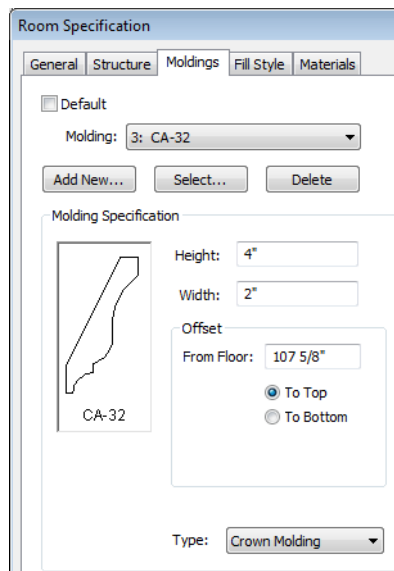 Room Specification
General Structure Moldings Fill Style Materials
Default
Molding: 3: CA-32
Add New... Select... Delete
Molding Specification
Height: 4"
Width: 2"
Offset
From Floor: 107 5/8"
To Top
To Bottom
CA-32
Type: Crown Molding